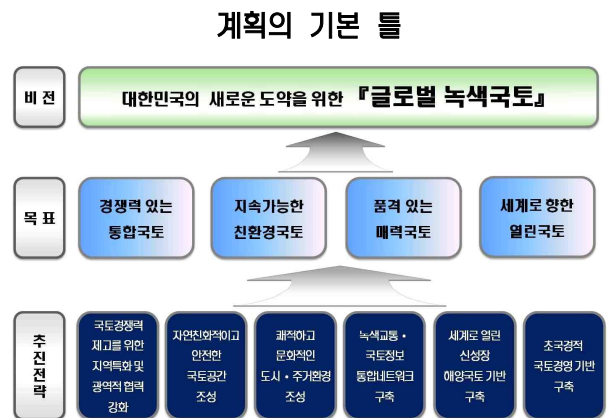 계획의 기본 틀
비 전
대한민국의 새로운 도약을 위한 『글로벌 녹색국토』
목 표
경쟁력 있는
통합국토
지속가능한
친환경국토
품격 있는
매력국토
세계로 향한
열린국토
추진전략
국토경쟁력
제고를 위한
지역특화 및
광역적 협력
강화
자연친화적이고
안전한
국토공간
조성
쾌적하고
문화적인
도시 • 주거환경
조성
녹색교통 •
국토정보
통합네트워크
구축
세계로 열린
신성장
해양국토 기반
구축
초국경적
국토경영 기반
구축